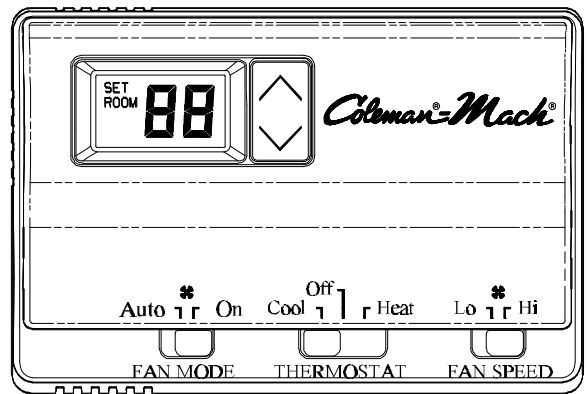 SET
ROOM 88
Coleman®-Mach®
Off
Auto On Cool Heat Lo Hi
FAN MODE THERMOSTAT FAN SPEED